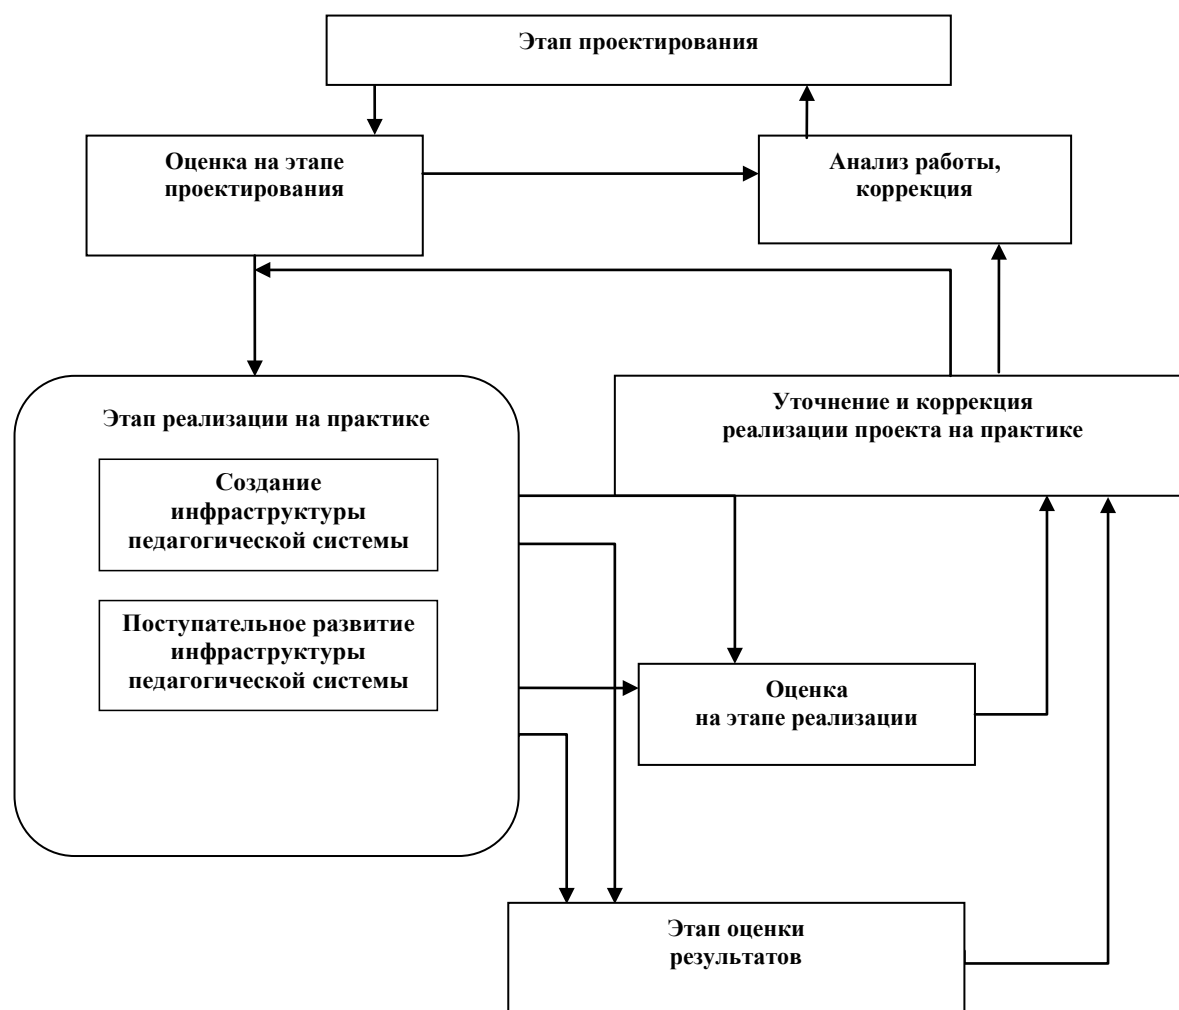 Этап проектирования
Оценка на этапе
проектирования
Анализ работы,
коррекция
Этап реализации на практике
Уточнение и коррекция
реализации проекта на практике
Создание
инфраструктуры
педагогической системы
Поступательное развитие
инфраструктуры
педагогической системы
Оценка
на этапе реализации
Этап оценки
результатов